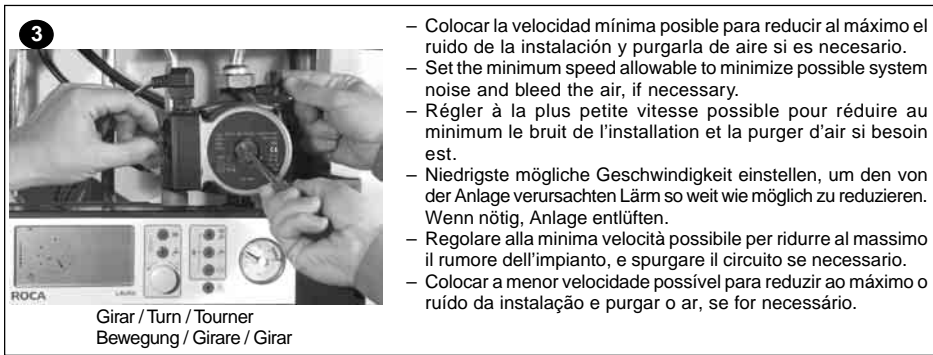 3
ROCA
Girar / Turn / Tourner
Bewegung / Girare / Girar
– Colocar la velocidad mínima posible para reducir al máximo el
ruido de la instalación y purgarla de aire si es necesario.
– Set the minimum speed allowable to minimize possible system
noise and bleed the air, if necessary.
– Régler à la plus petite vitesse possible pour réduire au
minimum le bruit de l’installation et la purger d’air si besoin
est.
– Niedrigste mögliche Geschwindigkeit einstellen, um den von
der Anlage verursachten Lärm so weit wie möglich zu reduzieren.
Wenn nötig, Anlage entlüften.
– Regolare alla minima velocità possibile per ridurre al massimo
il rumore dell’impianto, e spurgare il circuito se necessario.
– Colocar a menor velocidade possível para reduzir ao máximo o
ruído da instalação e purgar o ar, se for necessário.